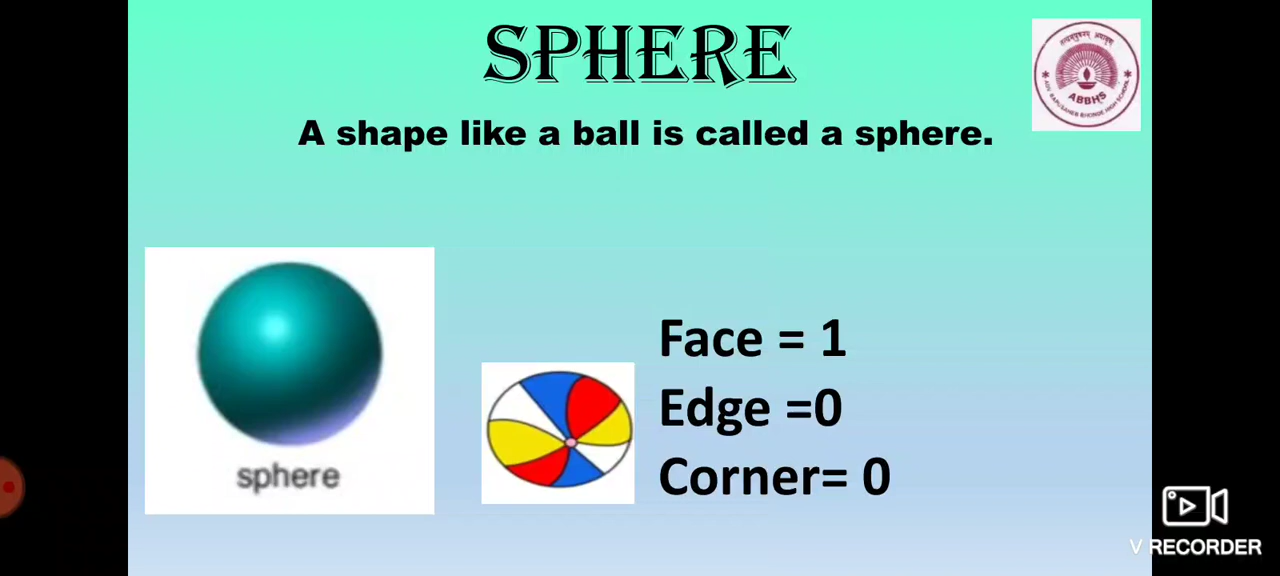 SPHERE
A shape like a ball is called a sphere.
ABBHS
sphere
Face = 1
Edge =0
Corner= 0
V RECORDER